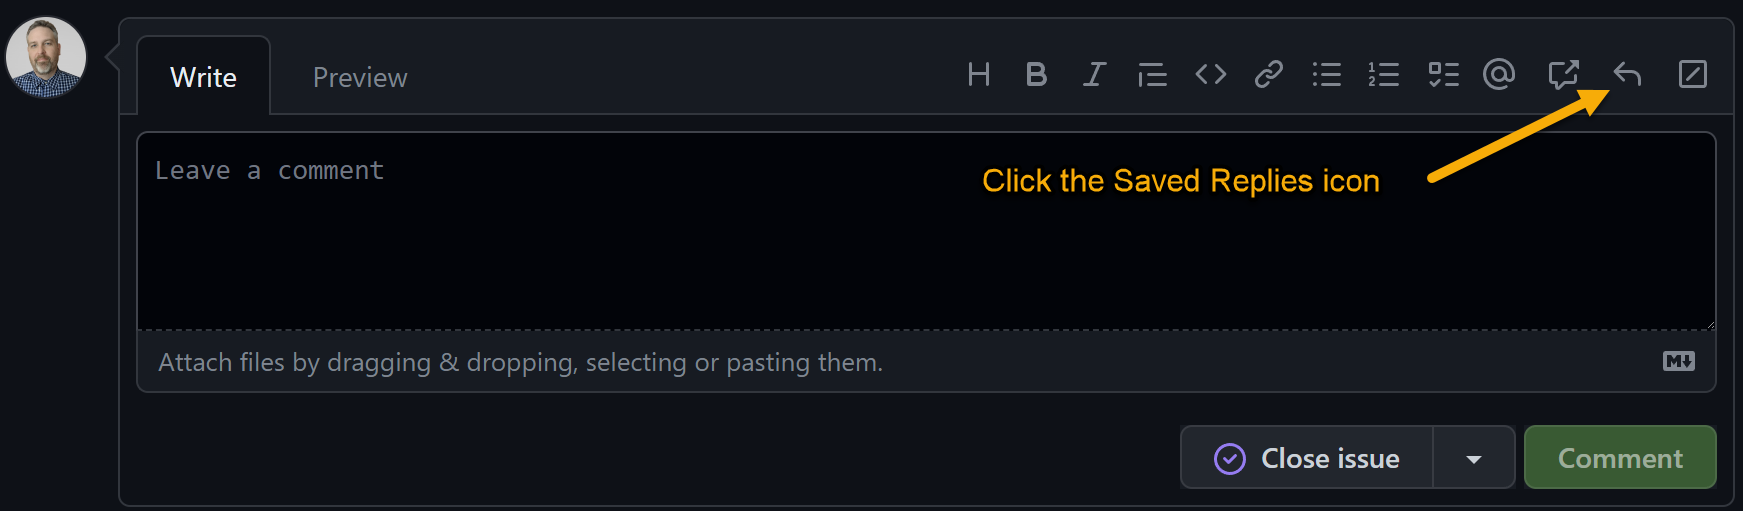 Write Preview H B I @
Leave a comment
Click the Saved Replies icon
Attach files by dragging & dropping, selecting or pasting them. M
Close issue Comment